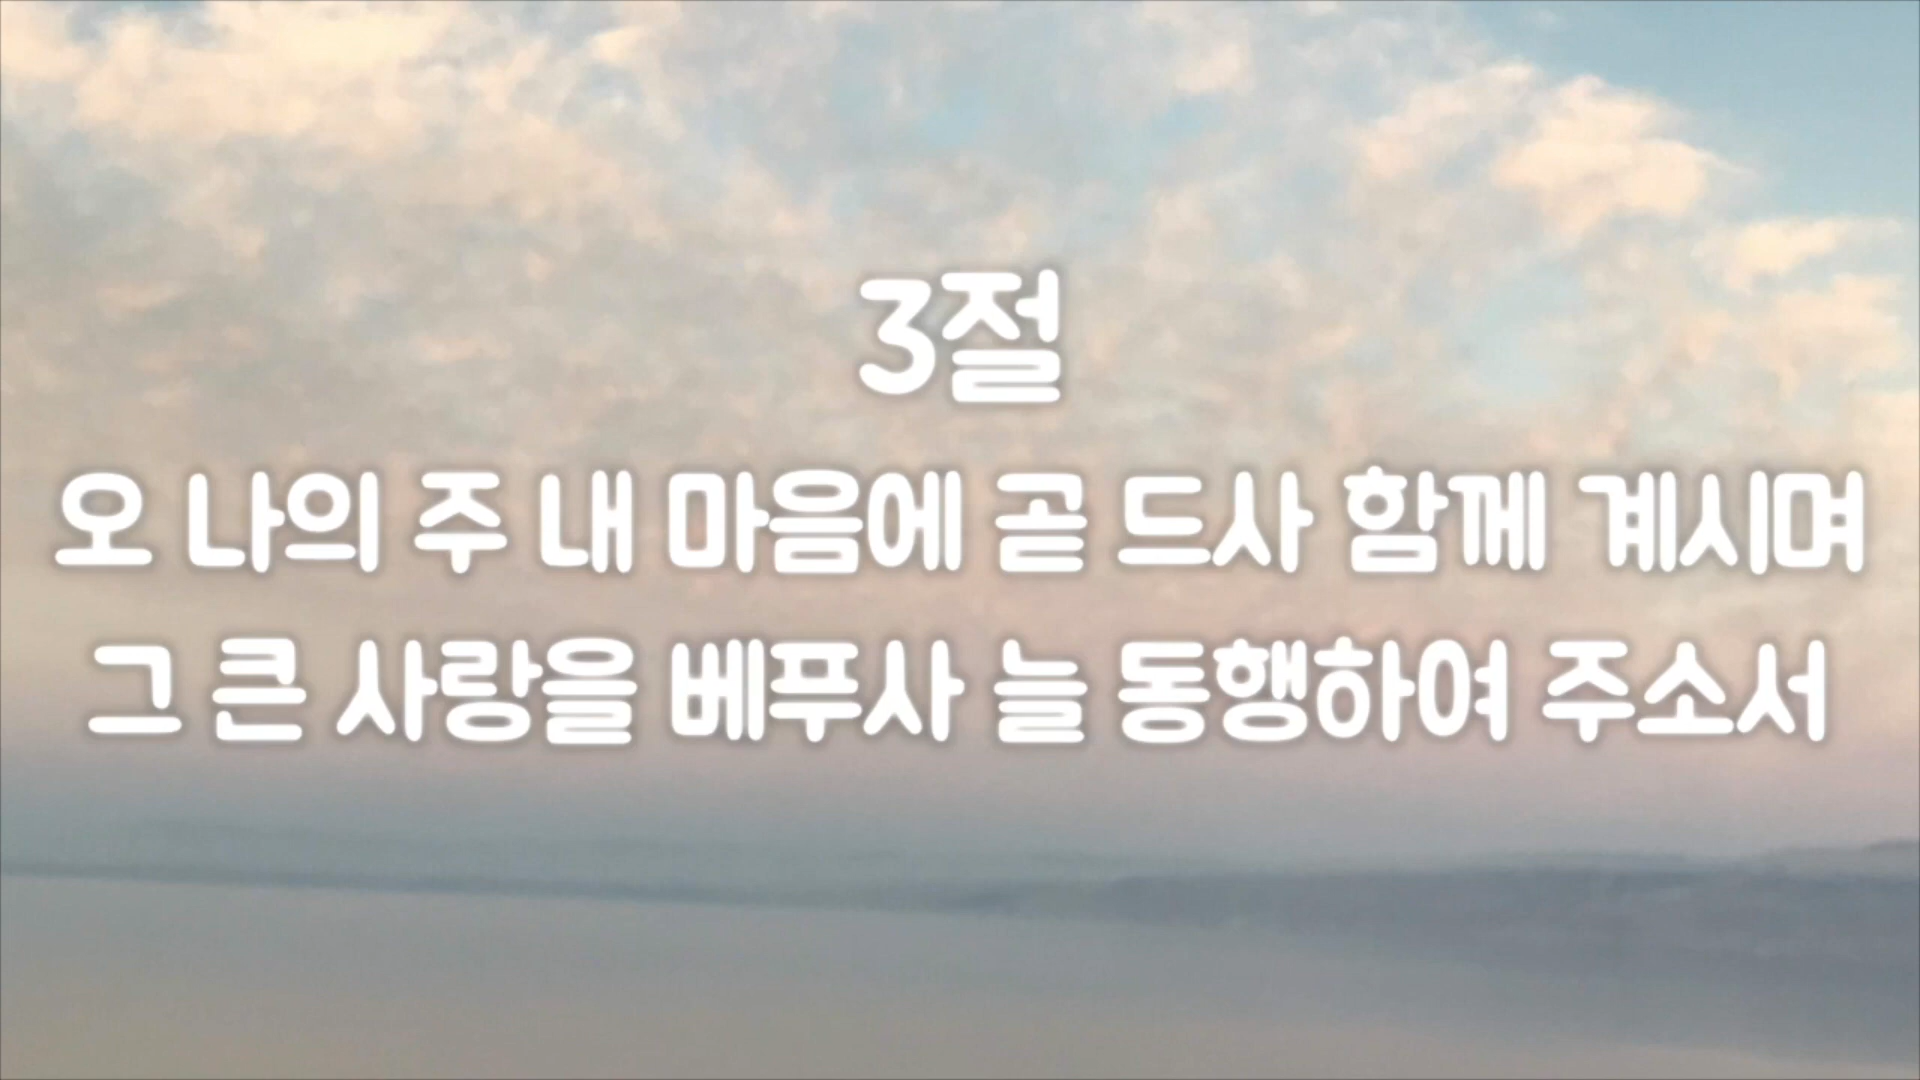 3절
오 나의 주 내 마음에 곧 드사 함께 계시며
그 큰 사랑을 베푸사 늘 동행하여 주소서